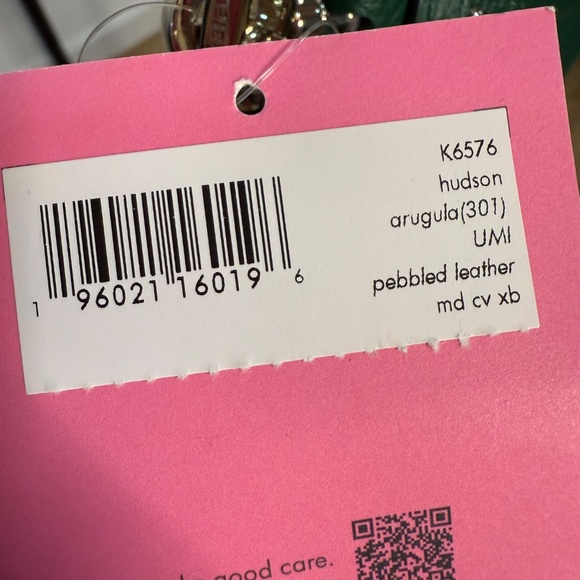 K6576
hudson
arugula(301)
UMI
pebbled leather
md cv xb
1 96021 16019 6
good care.